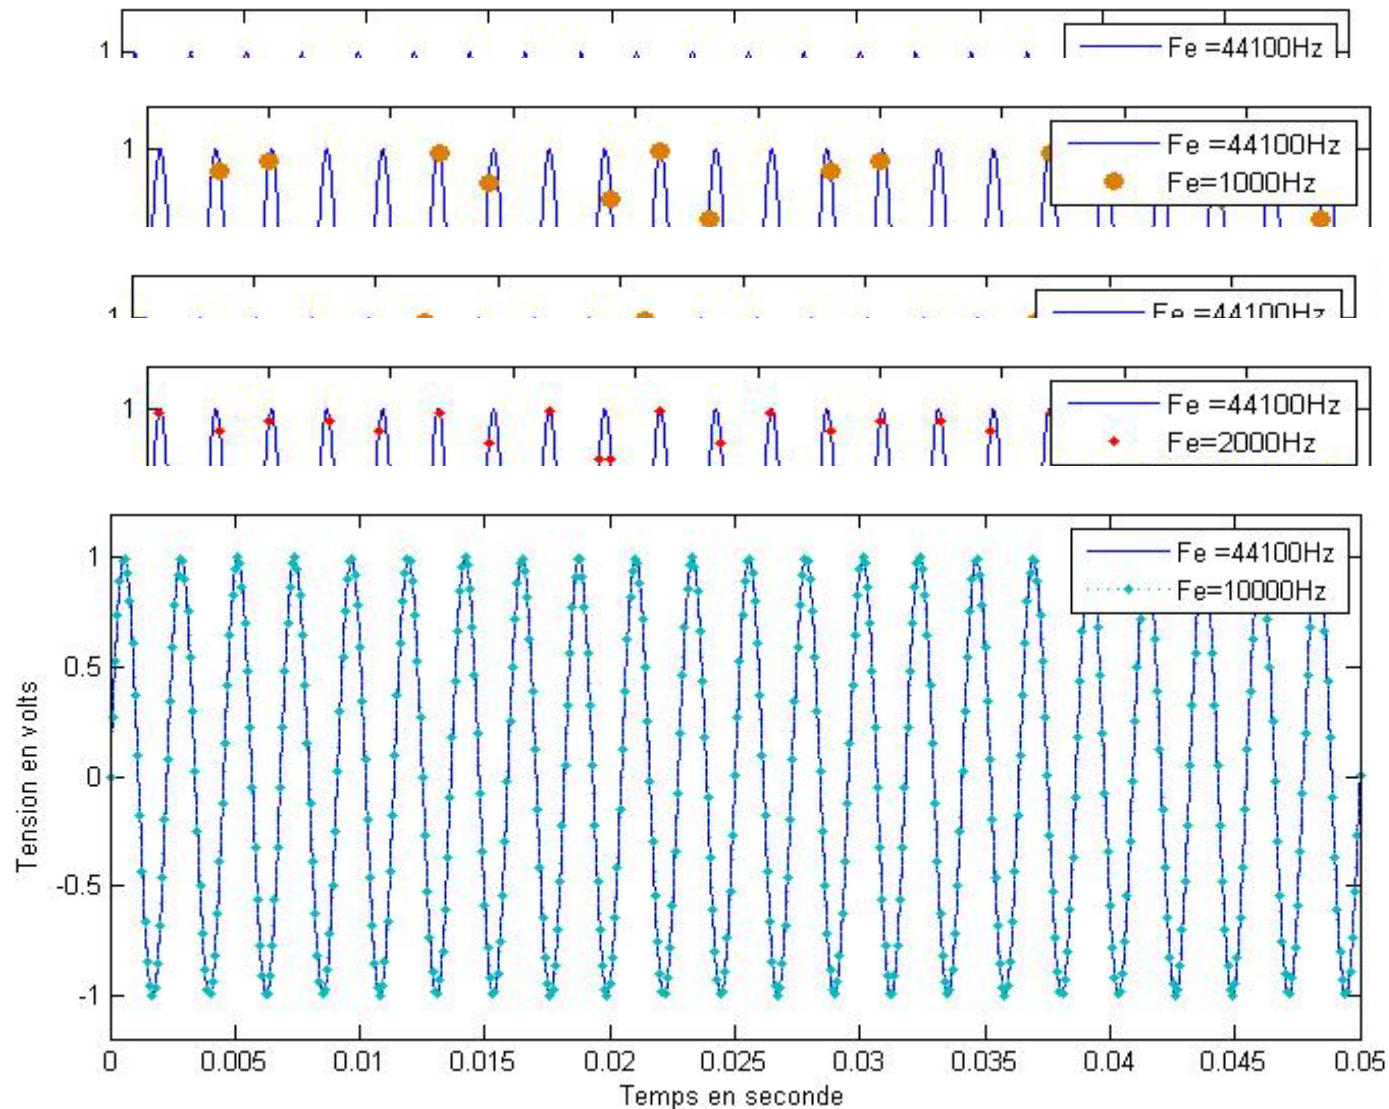 1
Fe =44100Hz
1
Fe =44100Hz
Fe=1000Hz
1
Fe =44100Hz
1
Fe =44100Hz
Fe=2000Hz
Fe =44100Hz
Fe=10000Hz
1
0.5
0
-0.5
-1
Tension en volts
0 0.005 0.01 0.015 0.02 0.025 0.03 0.035 0.04 0.045 0.05
Temps en seconde